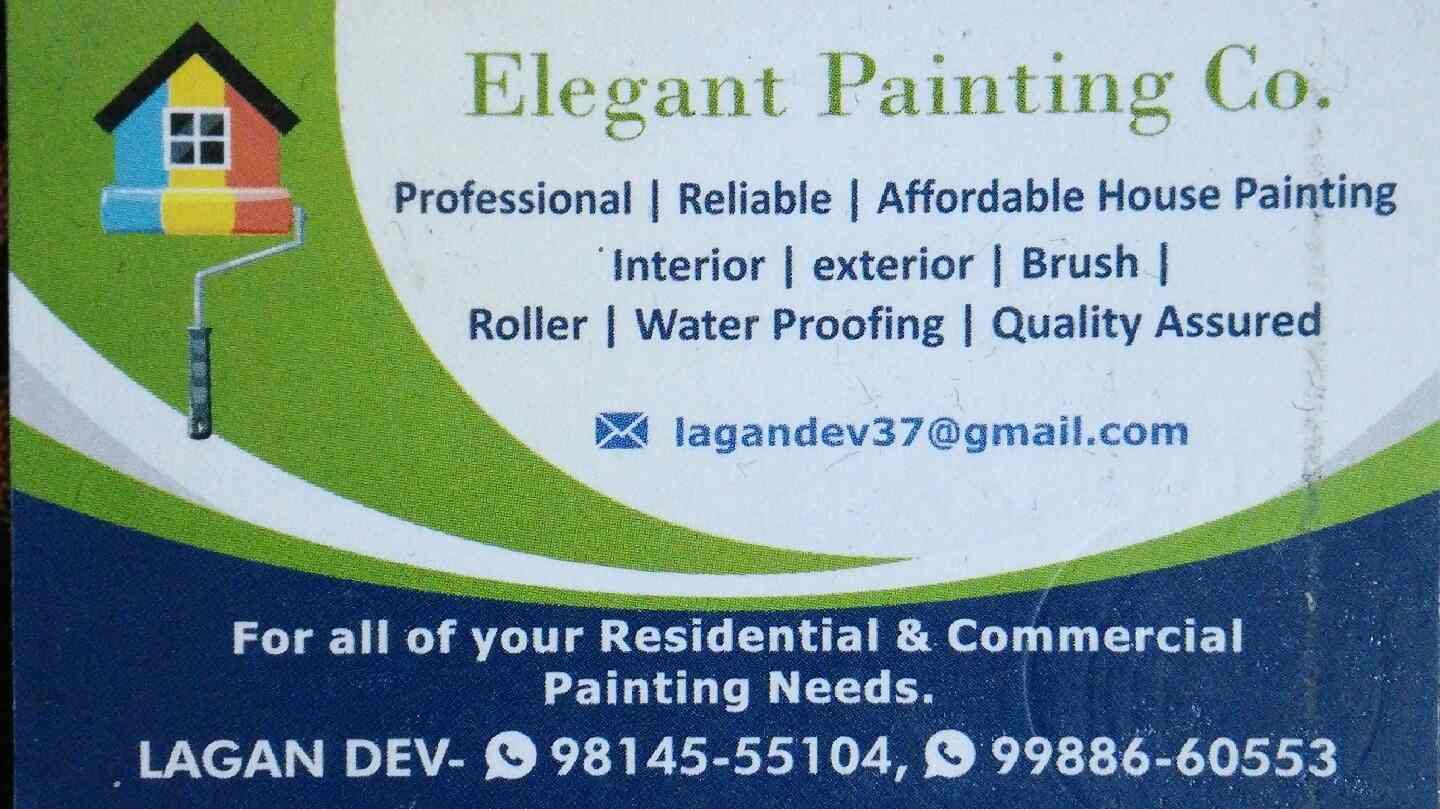 Elegant Painting Co.
Professional | Reliable | Affordable House Painting
Interior | exterior | Brush |
Roller | Water Proofing | Quality Assured
lagandev37@gmail.com
For all of your Residential & Commercial
Painting Needs.
LAGAN DEV- 98145-55104, 99886-60553